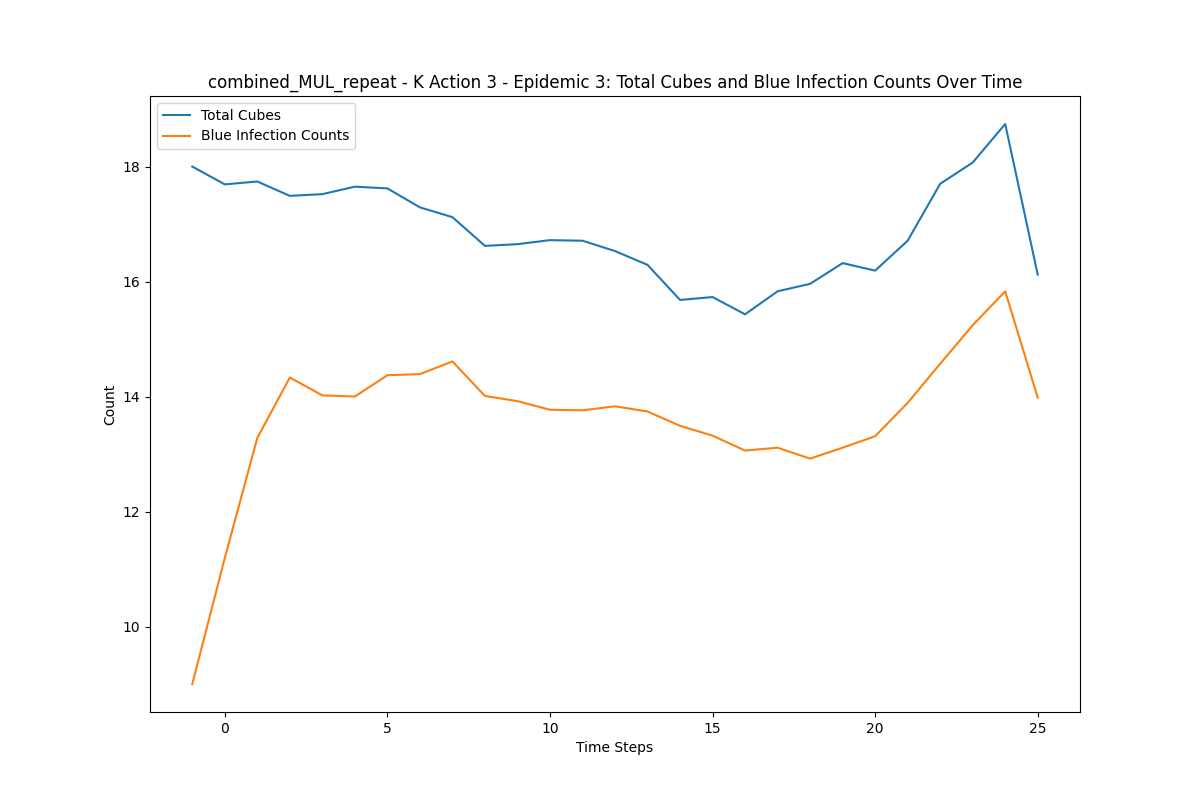 combined_MUL_repeat - K Action 3 - Epidemic 3: Total Cubes and Blue Infection Counts Over Time
Total Cubes
Blue Infection Counts
18
16
14
12
10
Count
0 5 10 15 20 25
Time Steps